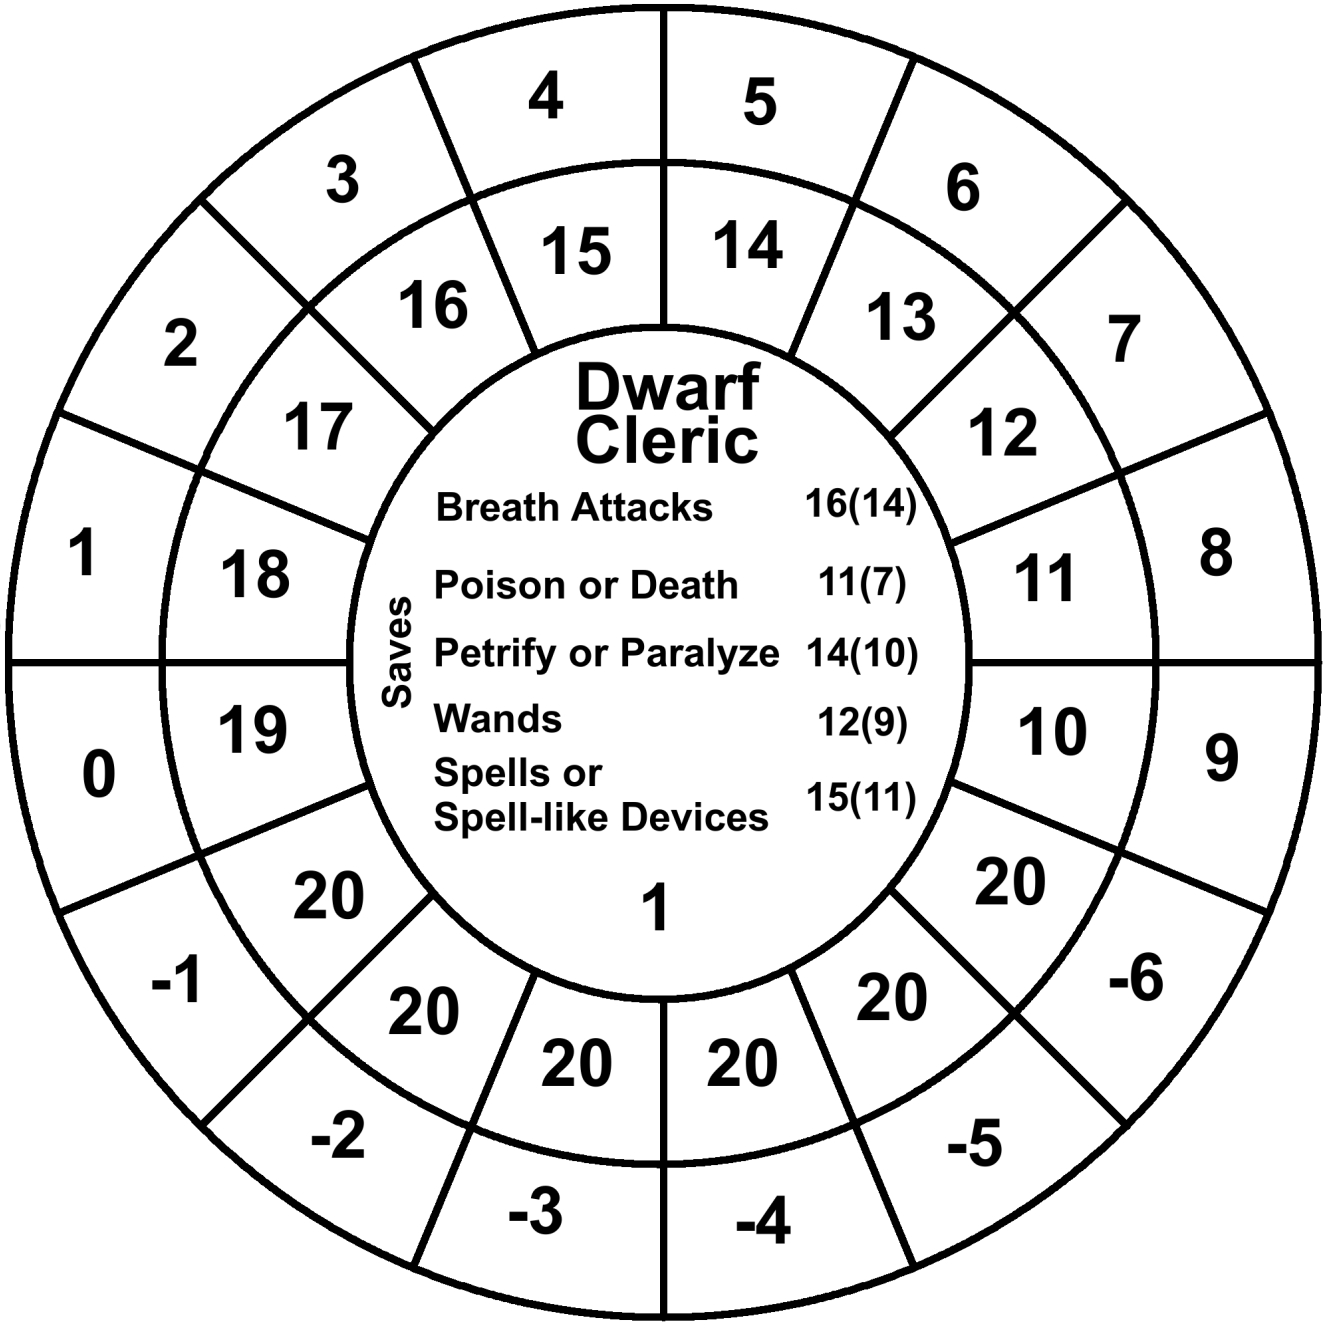 4 5
3 6
2 7
1 8
0 9
-1 -6
-2 -5
-3 -4
15 14
16 13
17 12
18 11
19 10
20 20
20 20
20 20
Dwarf
Cleric
Saves
Breath Attacks 16(14)
Poison or Death 11(7)
Petrify or Paralyze 14(10)
Wands 12(9)
Spells or
Spell-like Devices 15(11)
1